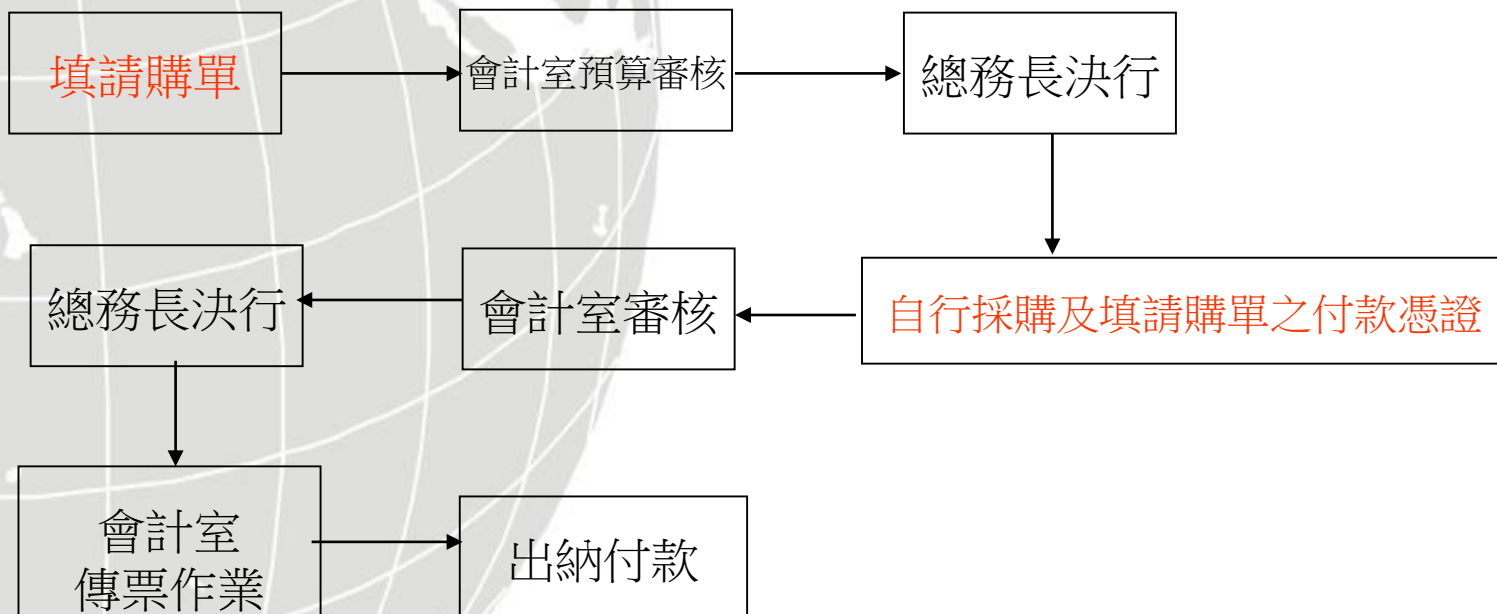 填請購單
會計室預算審核
總務長決行
自行採購及填請購單之付款憑證
會計室審核
總務長決行
會計室
傳票作業
出納付款